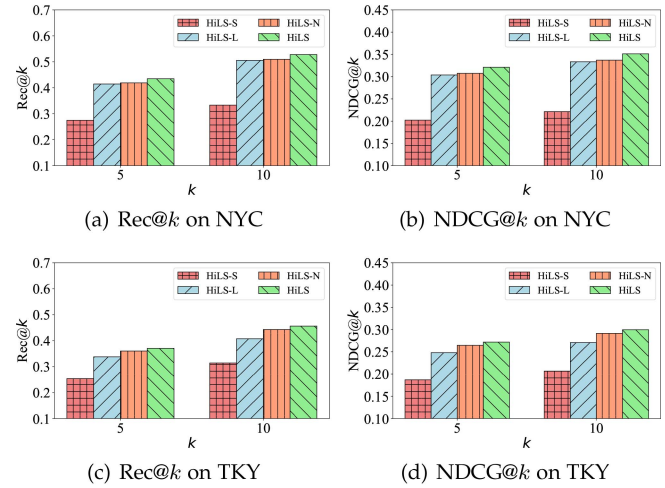 0.7
0.6
0.5
0.4
0.3
0.2
0.1
Rec@k
HiLS-S
HiLS-N
HiLS-L
HiLS
5
10
k
(a) Rec@k on NYC
0.45
0.40
0.35
0.30
0.25
0.20
0.15
0.10
NDCG@k
HiLS-S
HiLS-N
HiLS-L
HiLS
5
10
k
(b) NDCG@k on NYC
0.7
0.6
0.5
0.4
0.3
0.2
0.1
Rec@k
HiLS-S
HiLS-N
HiLS-L
HiLS
5
10
k
(c) Rec@k on TKY
0.45
0.40
0.35
0.30
0.25
0.20
0.15
0.10
NDCG@k
HiLS-S
HiLS-N
HiLS-L
HiLS
5
10
k
(d) NDCG@k on TKY